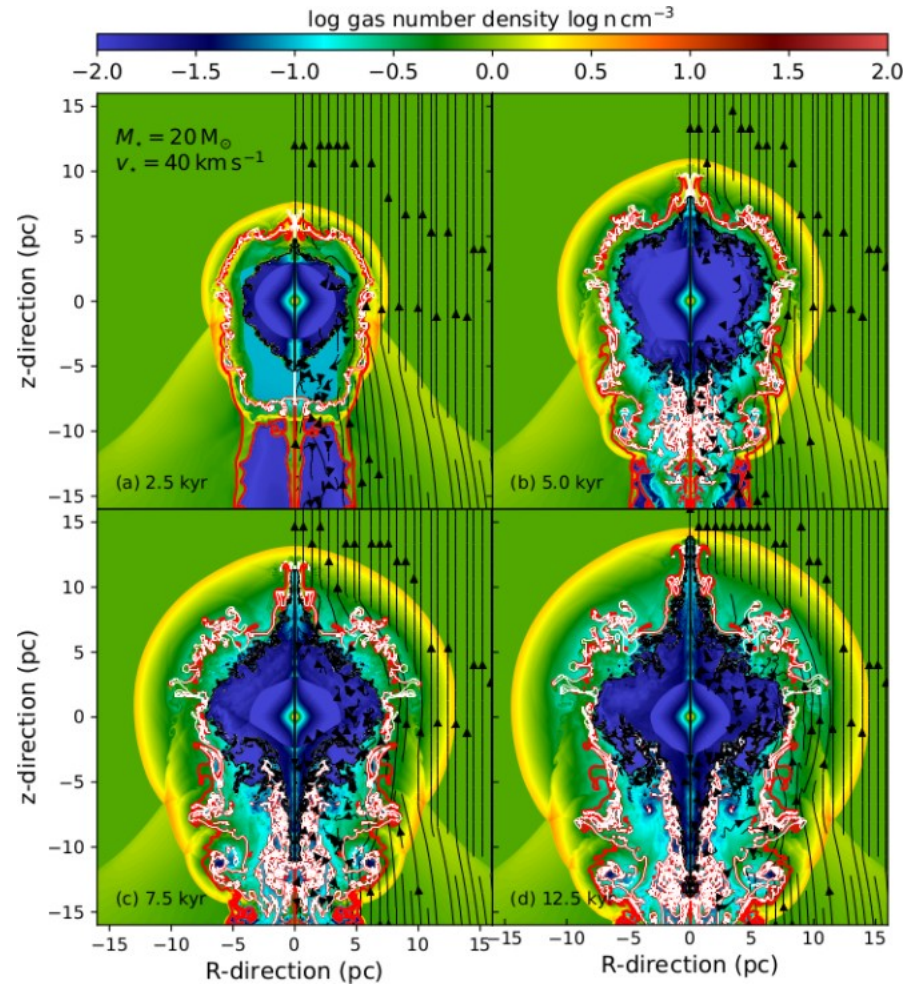 log gas number density log n cm⁻³
−2.0 −1.5 −1.0 −0.5 0.0 0.5 1.0 1.5 2.0
M⋆ = 20 M☉
v⋆ = 40 km s⁻¹
z-direction (pc)
15
10
5
0
−5
−10
−15
(a) 2.5 kyr
(b) 5.0 kyr
z-direction (pc)
15
10
5
0
−5
−10
−15
(c) 7.5 kyr
(d) 12.5 kyr
−15 −10 −5 0 5 10 15 −10 −5 0 5 10 15
R-direction (pc) R-direction (pc)